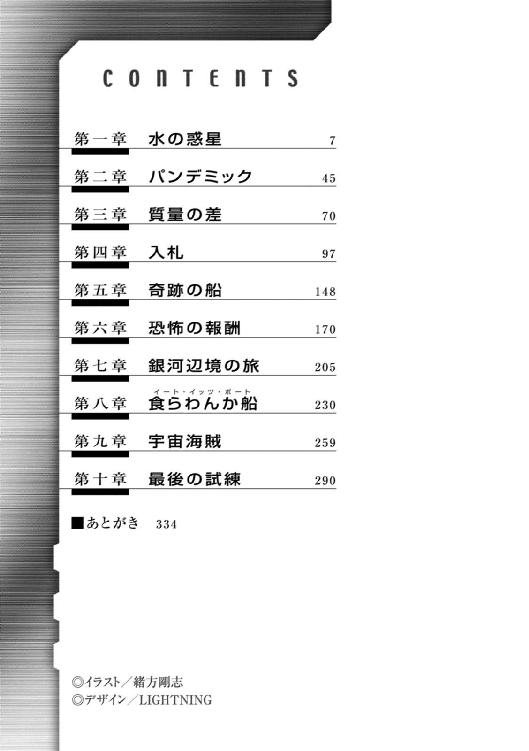 CONTENTS
第一章 水の惑星 7
第二章 パンデミック 45
第三章 質量の差 70
第四章 入札 97
第五章 奇跡の船 148
第六章 恐怖の報酬 170
第七章 銀河辺境の旅 205
イート・イッツ・ボート
第八章 食らわんか船 230
第九章 宇宙海賊 259
第十章 最後の試練 290
■あとがき 334
◎イラスト／緒方剛志
◎デザイン／LIGHTNING